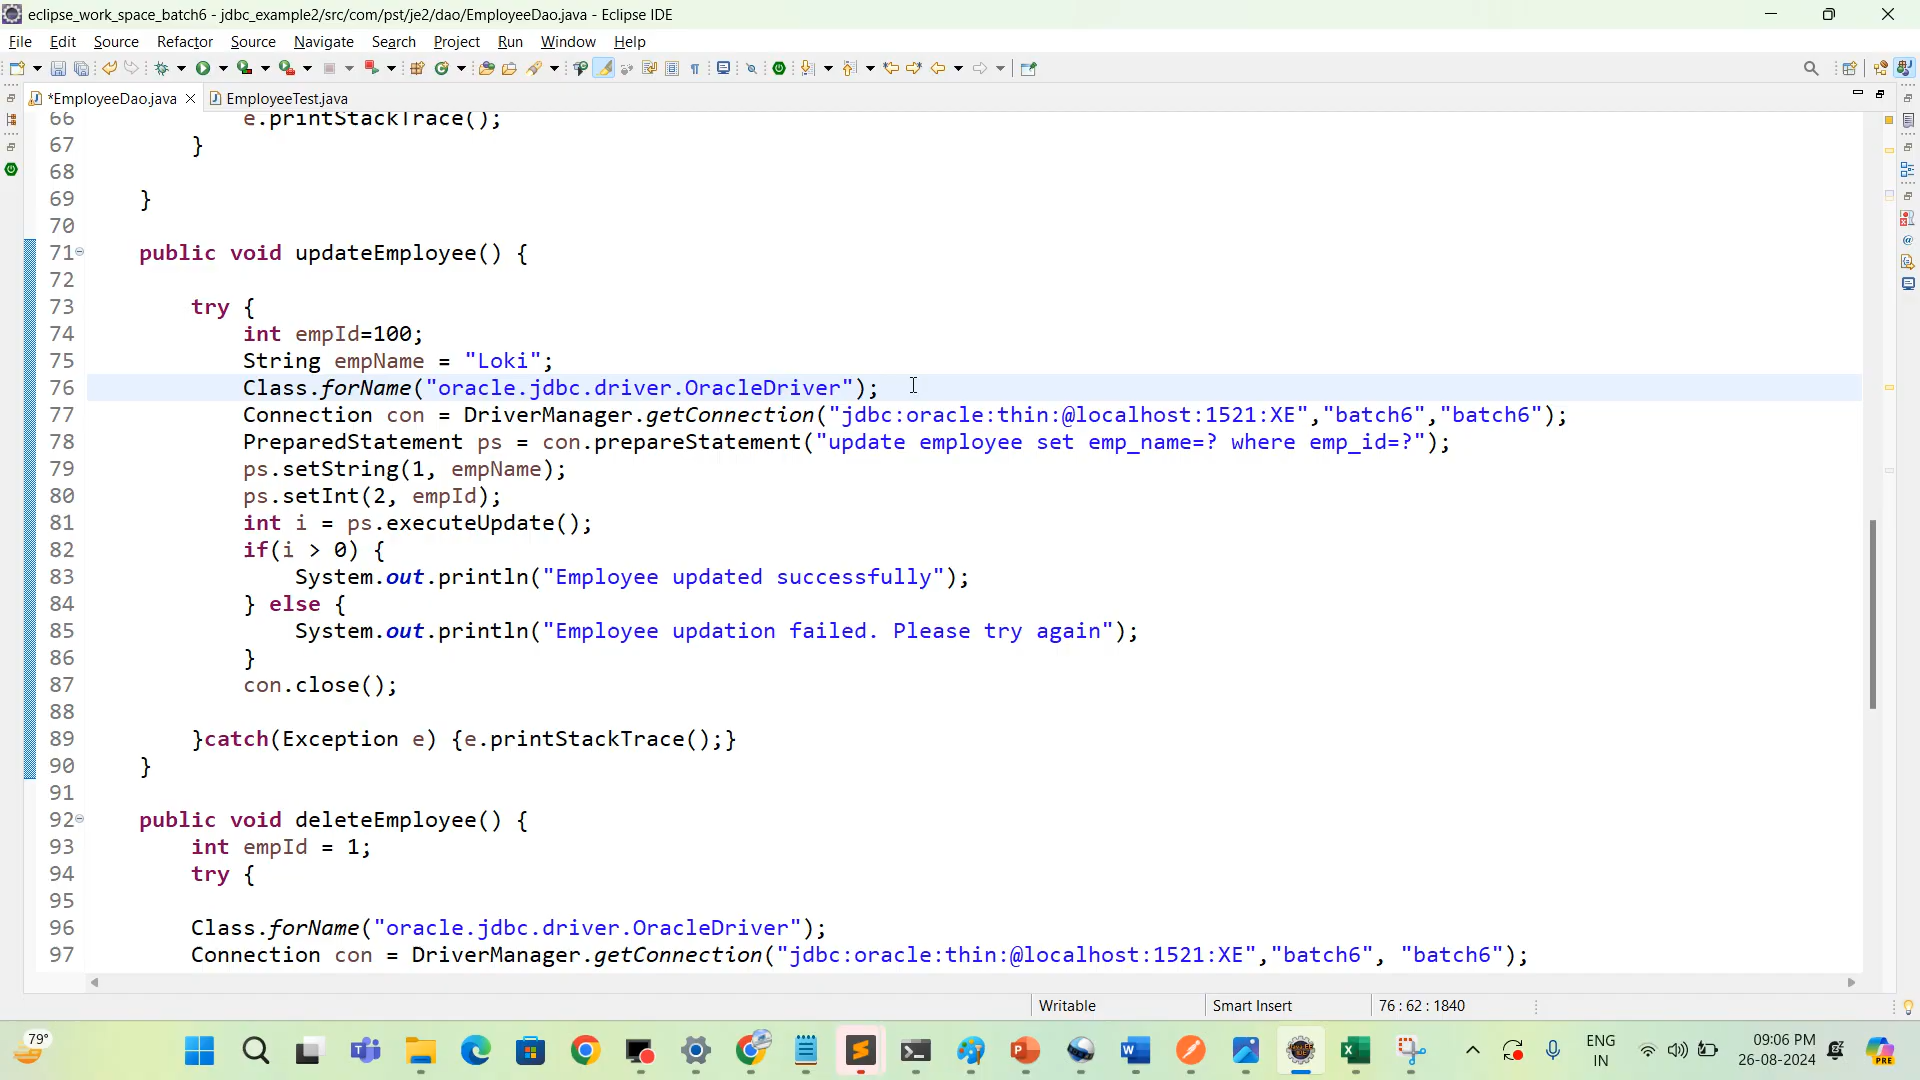 eclipse_work_space_batch6 - jdbc_example2/src/com/pst/je2/dao/EmployeeDao.java - Eclipse IDE
File Edit Source Refactor Source Navigate Search Project Run Window Help
*EmployeeDao.java EmployeeTest.java
66 e.printStackTrace();
67 }
68
69 }
70
71 public void updateEmployee() {
72
73 try {
74 int empId=100;
75 String empName = "Loki";
76 Class.forName("oracle.jdbc.driver.OracleDriver");
77 Connection con = DriverManager.getConnection("jdbc:oracle:thin:@localhost:1521:XE","batch6","batch6");
78 PreparedStatement ps = con.prepareStatement("update employee set emp_name=? where emp_id=?");
79 ps.setString(1, empName);
80 ps.setInt(2, empId);
81 int i = ps.executeUpdate();
82 if(i > 0) {
83 System.out.println("Employee updated successfully");
84 } else {
85 System.out.println("Employee updation failed. Please try again");
86 }
87 con.close();
88
89 }catch(Exception e) {e.printStackTrace();}
90 }
91
92 public void deleteEmployee() {
93 int empId = 1;
94 try {
95
96 Class.forName("oracle.jdbc.driver.OracleDriver");
97 Connection con = DriverManager.getConnection("jdbc:oracle:thin:@localhost:1521:XE","batch6", "batch6");
Writable Smart Insert 76 : 62 : 1840
79° ENG 09:06 PM
IN 26-08-2024
PRE